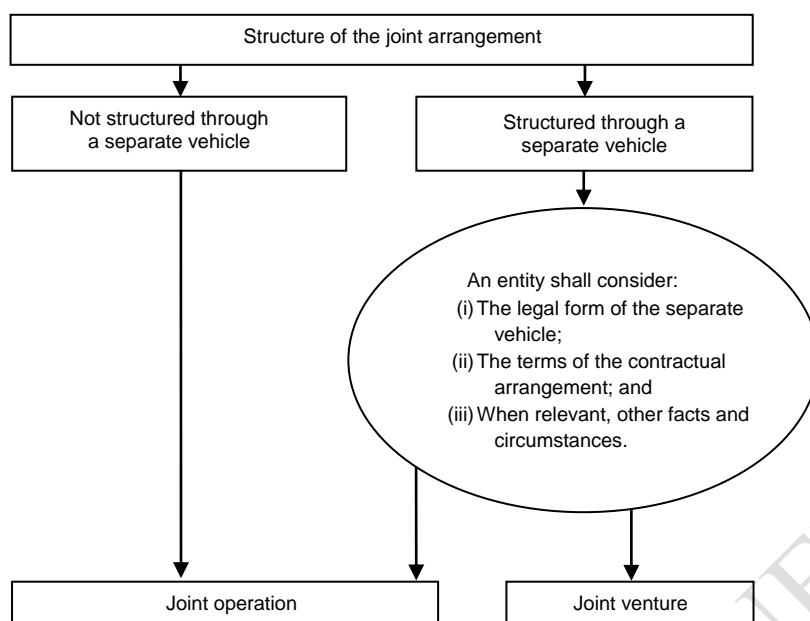 Structure of the joint arrangement
Not structured through
a separate vehicle
Structured through a
separate vehicle
An entity shall consider:
(i) The legal form of the separate
vehicle;
(ii) The terms of the contractual
arrangement; and
(iii) When relevant, other facts and
circumstances.
Joint operation
Joint venture